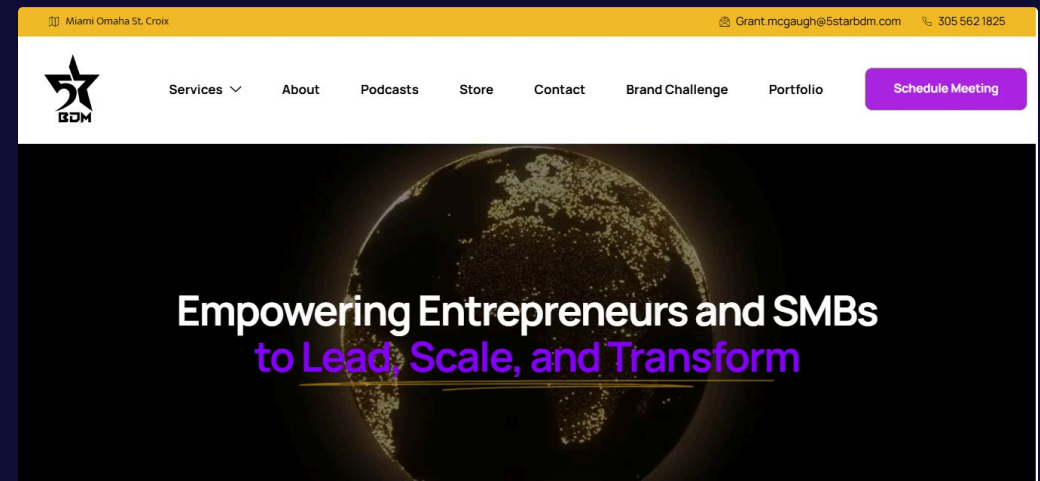 Miami Omaha St. Croix
Grant.mcgaugh@5starbdm.com
305 562 1825
5
BDM
Services
About
Podcasts
Store
Contact
Brand Challenge
Portfolio
Schedule Meeting
Empowering Entrepreneurs and SMBs
to Lead, Scale, and Transform